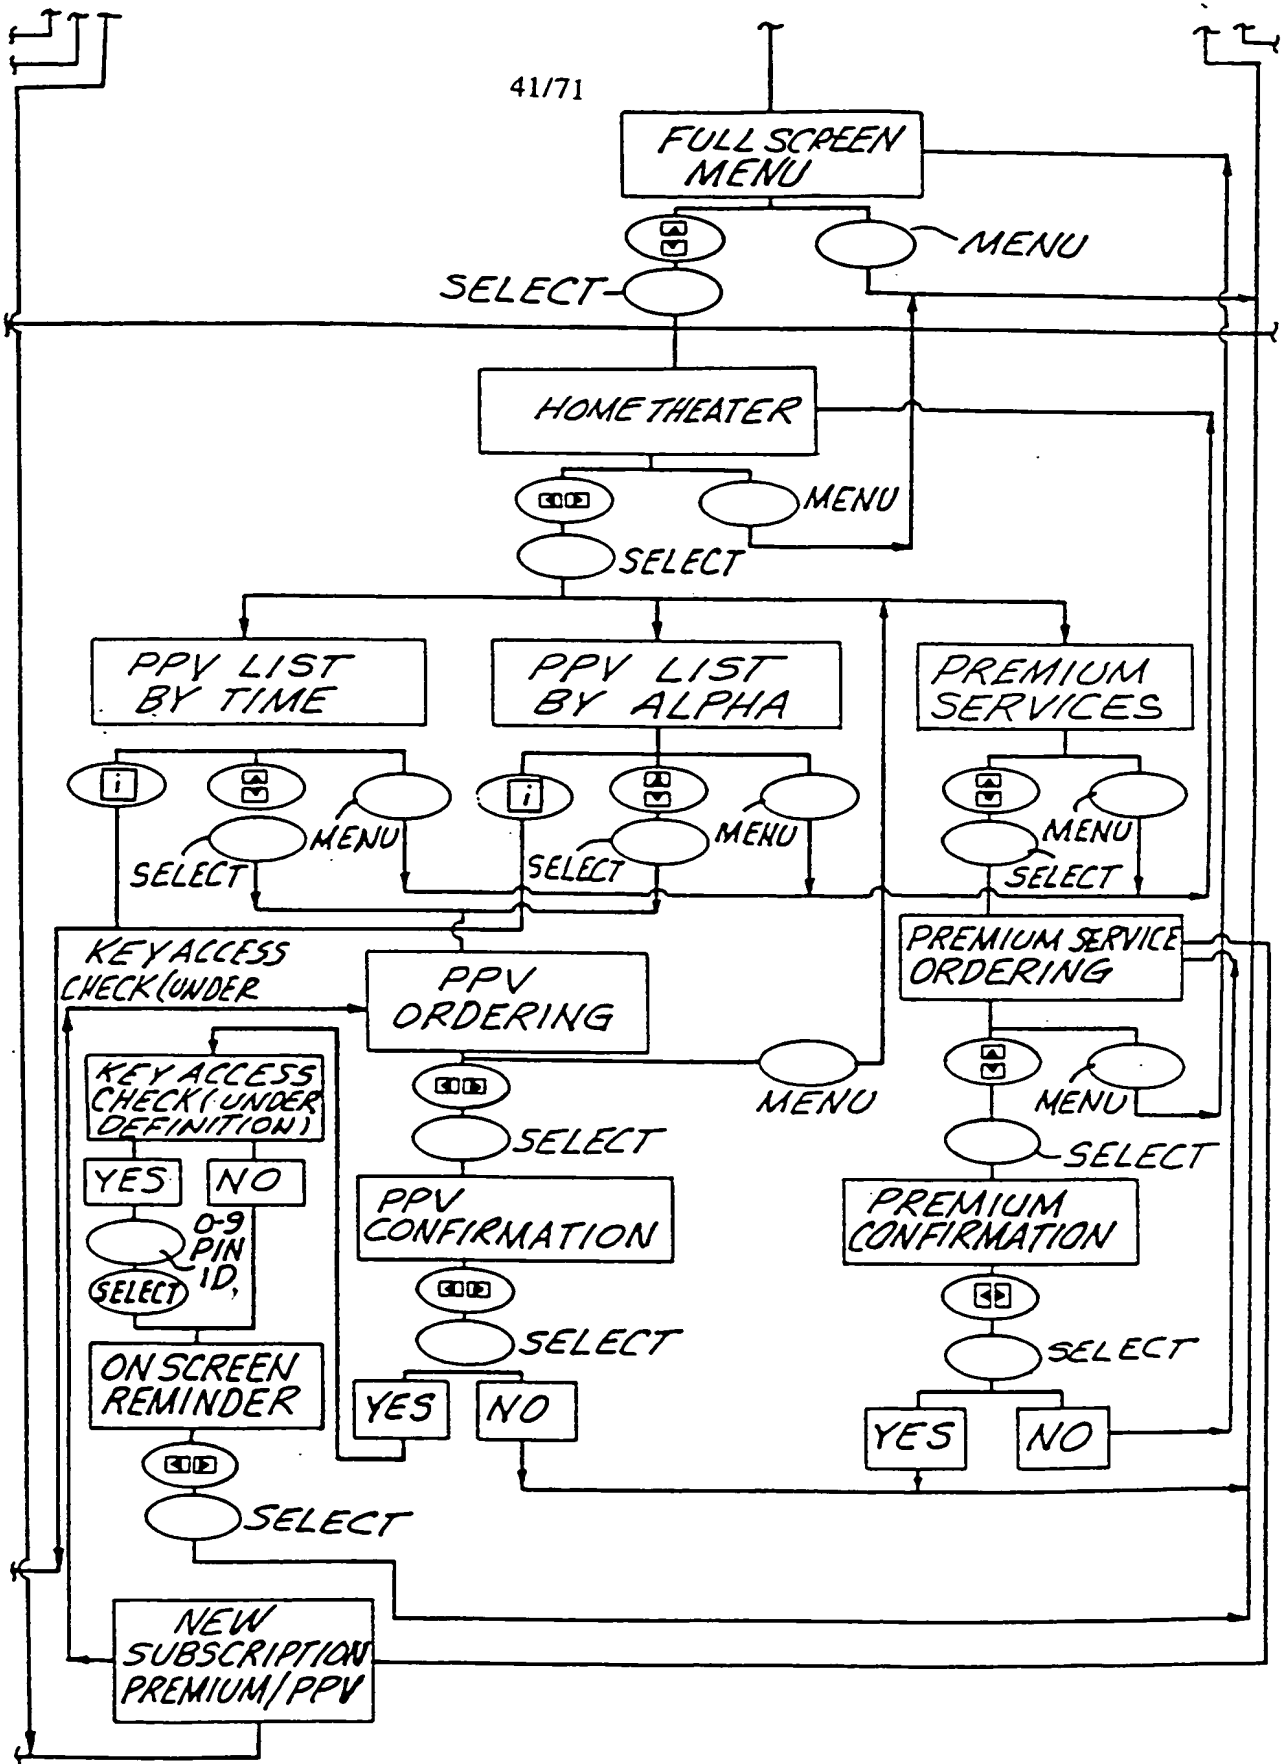 41/71
FULL SCREEN
MENU
MENU
SELECT
HOME THEATER
MENU
SELECT
PPV LIST
BY TIME
PPV LIST
BY ALPHA
PREMIUM
SERVICES
i
i
MENU
MENU
MENU
SELECT
SELECT
SELECT
KEY ACCESS
CHECK (UNDER
PPV
ORDERING
PREMIUM SERVICE
ORDERING
KEY ACCESS
CHECK (UNDER
DEFINITION)
MENU
MENU
SELECT
SELECT
YES
NO
0-9
PIN
ID,
SELECT
PPV
CONFIRMATION
PREMIUM
CONFIRMATION
SELECT
SELECT
ON SCREEN
REMINDER
YES
NO
YES
NO
SELECT
NEW
SUBSCRIPTION
PREMIUM/PPV